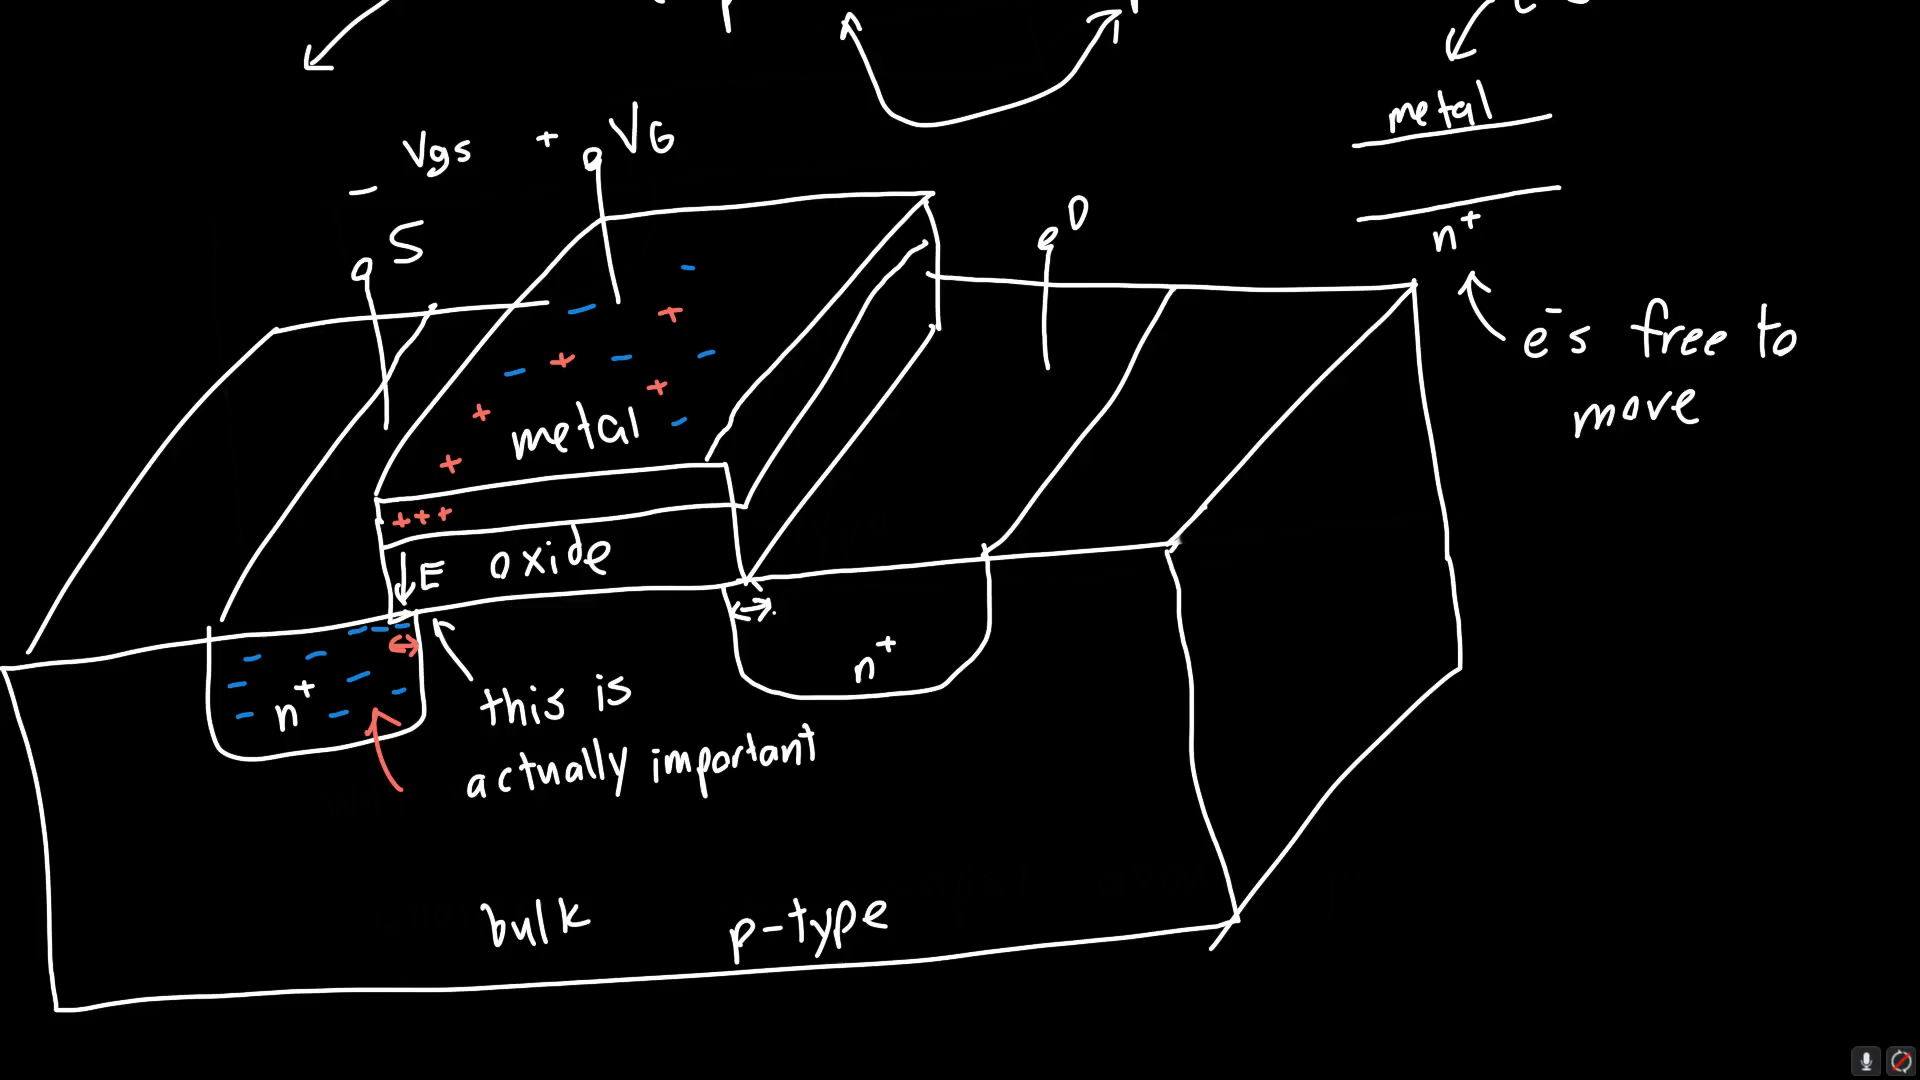 metal
n⁺
e⁻s free to
move
- Vgs + VG
S
D
metal
+++
E
oxide
n⁺
n⁺
this is
actually important
bulk p-type